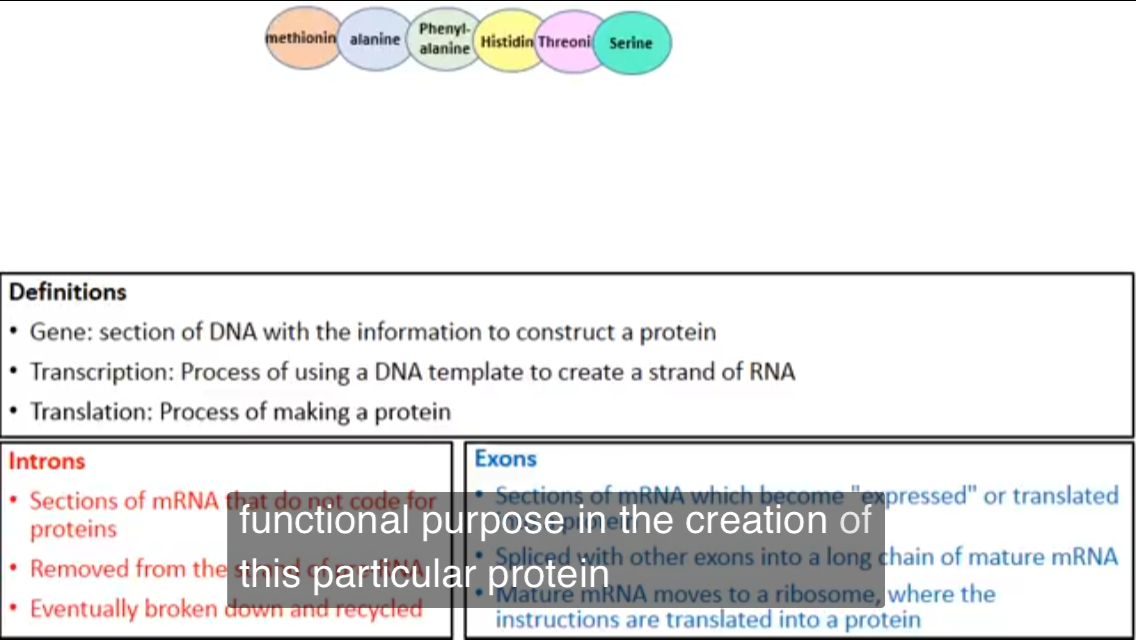 methionin
alanine
Phenyl-
alanine
Histidin
Threoni
Serine
Definitions
• Gene: section of DNA with the information to construct a protein
• Transcription: Process of using a DNA template to create a strand of RNA
• Translation: Process of making a protein
Introns
• Sections of mRNA that do not code for
proteins
• Removed from the strand of
• Eventually broken down and recycled
Exons
• Sections of mRNA which become "expressed" or translated
protein
• Spliced with other exons into a long chain of mature mRNA
• Mature mRNA moves to a ribosome, where the
instructions are translated into a protein
functional purpose in the creation of
this particular protein